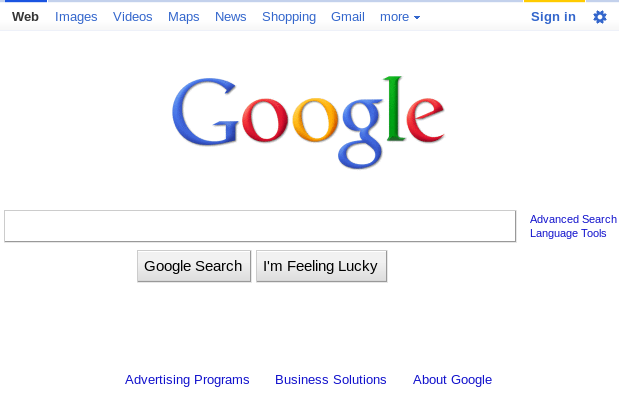 Web Images Videos Maps News Shopping Gmail more Sign in
Google
Advanced Search
Language Tools
Google Search I'm Feeling Lucky
Advertising Programs Business Solutions About Google